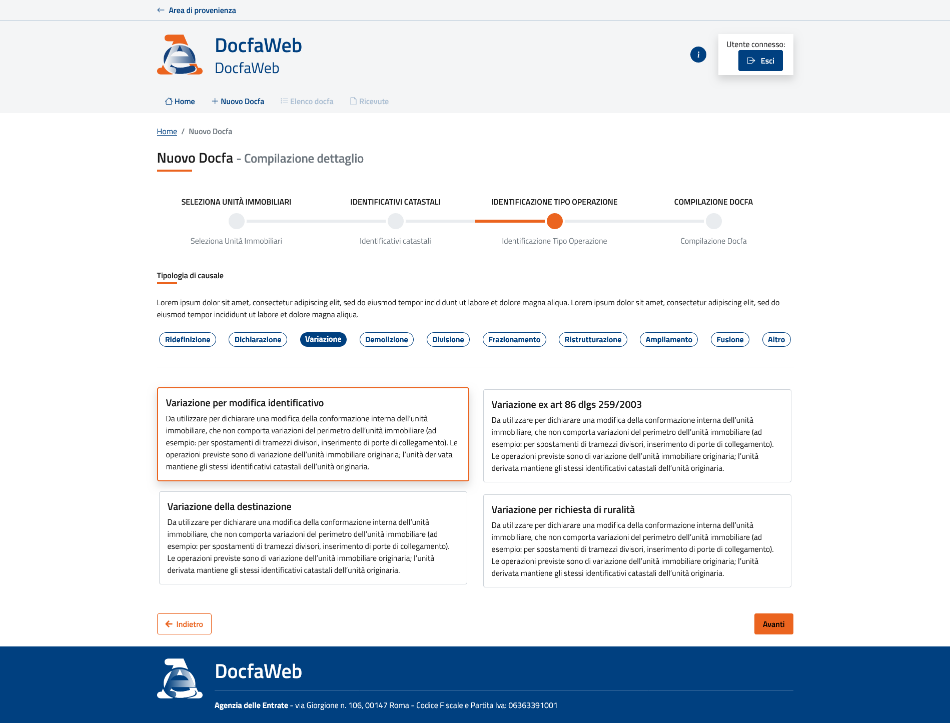 ← Area di provenienza
DocfaWeb
DocfaWeb
i
Utente connesso:
Esci
Home
+ Nuovo Docfa
Elenco docfa
Ricevute
Home / Nuovo Docfa
Nuovo Docfa - Compilazione dettaglio
SELEZIONA UNITÀ IMMOBILIARI
IDENTIFICATIVI CATASTALI
IDENTIFICAZIONE TIPO OPERAZIONE
COMPILAZIONE DOCFA
Seleziona Unità Immobiliari
Identificativi catastali
Identificazione Tipo Operazione
Compilazione Docfa
Tipologia di causale
Lorem ipsum dolor sit amet, consectetur adipiscing elit, sed do eiusmod tempor incididunt ut labore et dolore magna aliqua. Lorem ipsum dolor sit amet, consectetur adipiscing elit, sed do
eiusmod tempor incididunt ut labore et dolore magna aliqua.
Ridefinizione
Dichiarazione
Variazione
Demolizione
Divisione
Frazionamento
Ristrutturazione
Ampliamento
Fusione
Altro
Variazione per modifica identificativo
Da utilizzare per dichiarare una modifica della conformazione interna dell'unità
immobiliare, che non comporta variazioni del perimetro dell'unità immobiliare (ad
esempio: per spostamenti di tramezzi divisori, inserimento di porte di collegamento). Le
operazioni previste sono di variazione dell'unità immobiliare originaria; l'unità derivata
mantiene gli stessi identificativi catastali dell'unità originaria.
Variazione ex art 86 dlgs 259/2003
Da utilizzare per dichiarare una modifica della conformazione interna dell'unità
immobiliare, che non comporta variazioni del perimetro dell'unità immobiliare (ad
esempio: per spostamenti di tramezzi divisori, inserimento di porte di collegamento).
Le operazioni previste sono di variazione dell'unità immobiliare originaria; l'unità
derivata mantiene gli stessi identificativi catastali dell'unità originaria.
Variazione della destinazione
Da utilizzare per dichiarare una modifica della conformazione interna dell'unità
immobiliare, che non comporta variazioni del perimetro dell'unità immobiliare (ad
esempio: per spostamenti di tramezzi divisori, inserimento di porte di collegamento).
Le operazioni previste sono di variazione dell'unità immobiliare originaria; l'unità
derivata mantiene gli stessi identificativi catastali dell'unità originaria.
Variazione per richiesta di ruralità
Da utilizzare per dichiarare una modifica della conformazione interna dell'unità
immobiliare, che non comporta variazioni del perimetro dell'unità immobiliare (ad
esempio: per spostamenti di tramezzi divisori, inserimento di porte di collegamento).
Le operazioni previste sono di variazione dell'unità immobiliare originaria; l'unità
derivata mantiene gli stessi identificativi catastali dell'unità originaria.
← Indietro
Avanti
DocfaWeb
Agenzia delle Entrate - via Giorgione n. 106, 00147 Roma - Codice Fiscale e Partita Iva: 06363391001